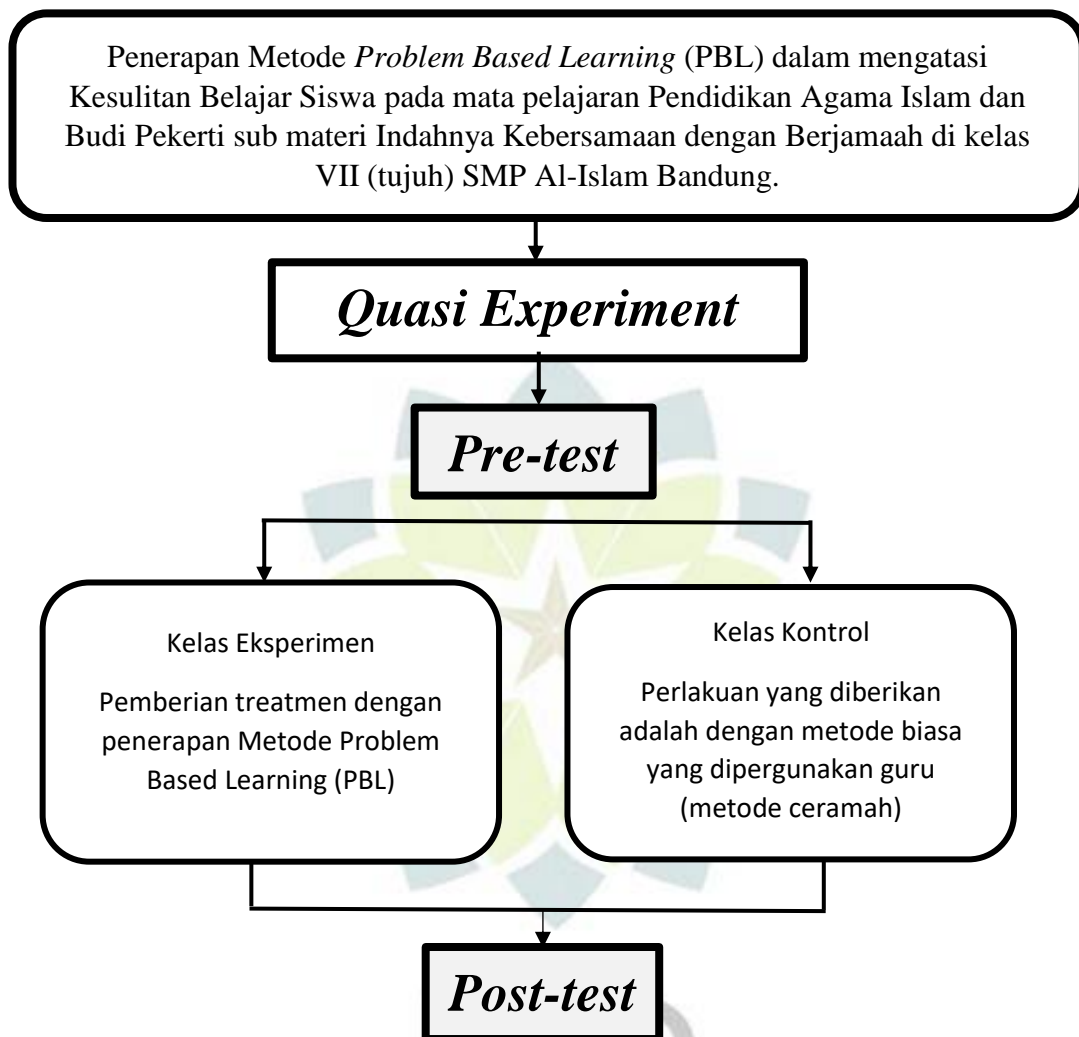 Penerapan Metode Problem Based Learning (PBL) dalam mengatasi
Kesulitan Belajar Siswa pada mata pelajaran Pendidikan Agama Islam dan
Budi Pekerti sub materi Indahnya Kebersamaan dengan Berjamaah di kelas
VII (tujuh) SMP Al-Islam Bandung.
Quasi Experiment
Pre-test
Kelas Eksperimen
Pemberian treatmen dengan
penerapan Metode Problem
Based Learning (PBL)
Kelas Kontrol
Perlakuan yang diberikan
adalah dengan metode biasa
yang dipergunakan guru
(metode ceramah)
Post-test